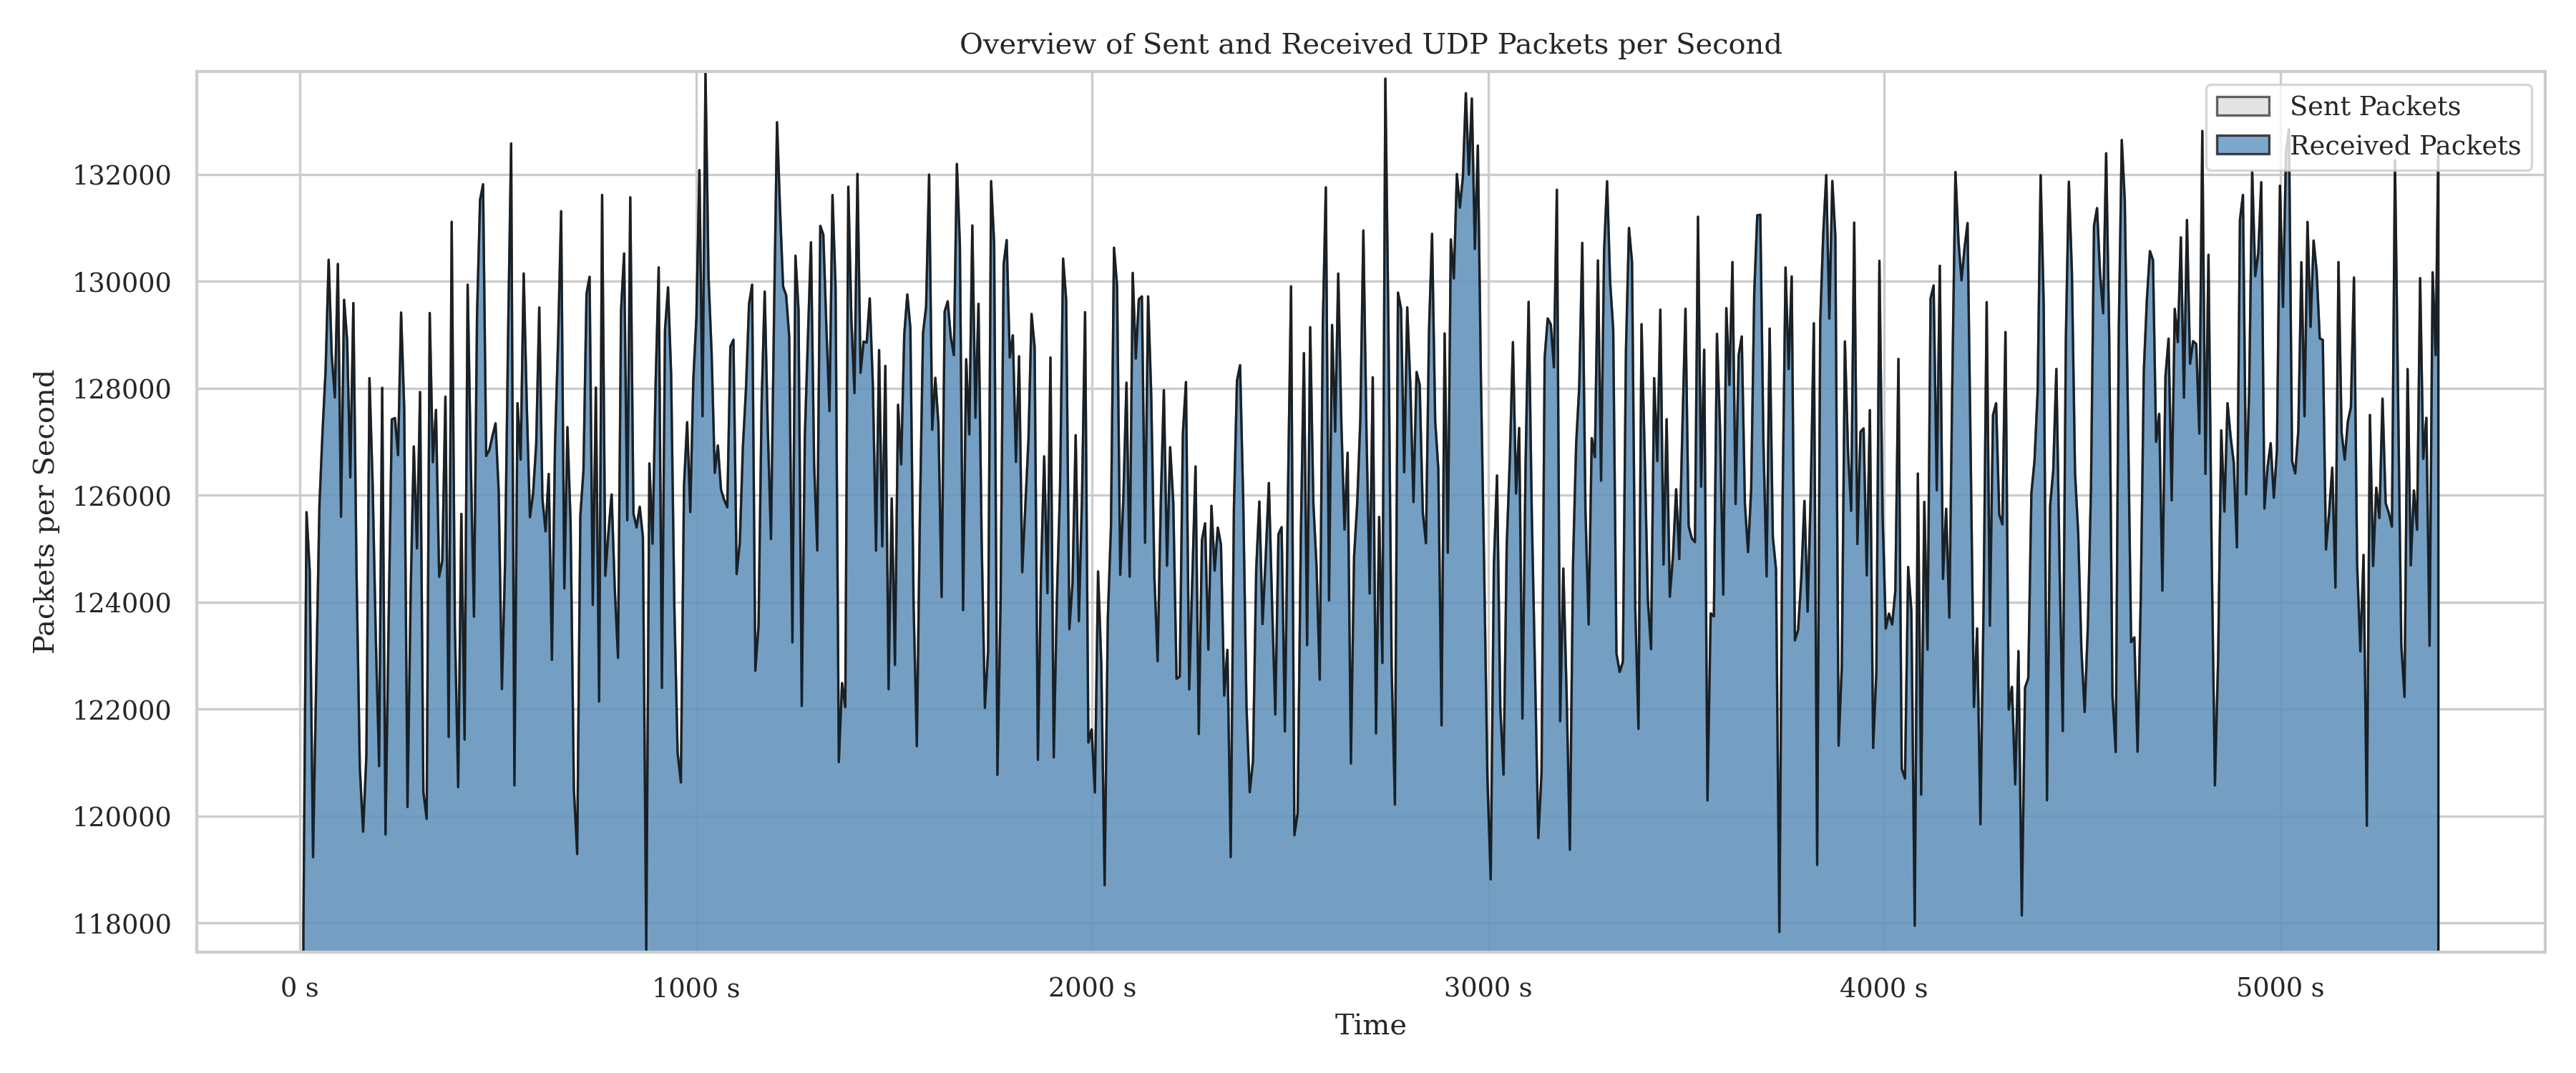 Overview of Sent and Received UDP Packets per Second
Sent Packets
Received Packets
Packets per Second
132000
130000
128000
126000
124000
122000
120000
118000
0 s
1000 s
2000 s
3000 s
4000 s
5000 s
Time